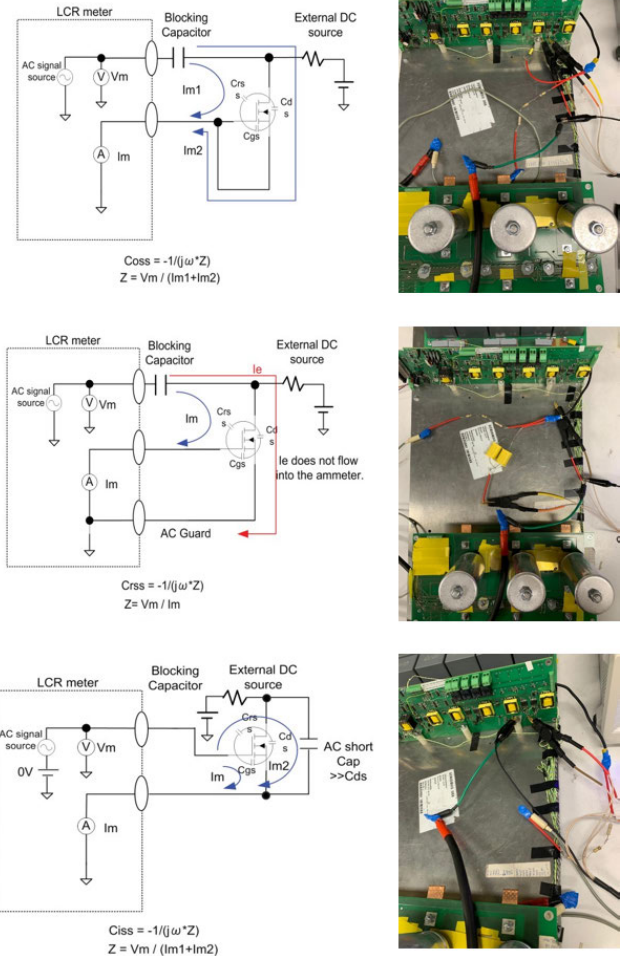 LCR meter
Blocking
Capacitor
External DC
source
AC signal
source
V Vm
Im1
Crs
s
Cd
s
Cgs
Im2
A Im
Coss = -1/(jω*Z)
Z = Vm / (Im1+Im2)
LCR meter
Blocking
Capacitor
External DC
source
Ie
AC signal
source
V Vm
Im
Crs
s
Cd
s
Cgs
Ie does not flow
into the ammeter.
A Im
AC Guard
Crss = -1/(jω*Z)
Z= Vm / Im
LCR meter
Blocking
Capacitor
External DC
source
AC signal
source
V Vm
0V
Crs
s
Cd
s
Cgs
Im
Im2
AC short
Cap
>>Cds
A Im
Ciss = -1/(jω*Z)
Z = Vm / (Im1+Im2)